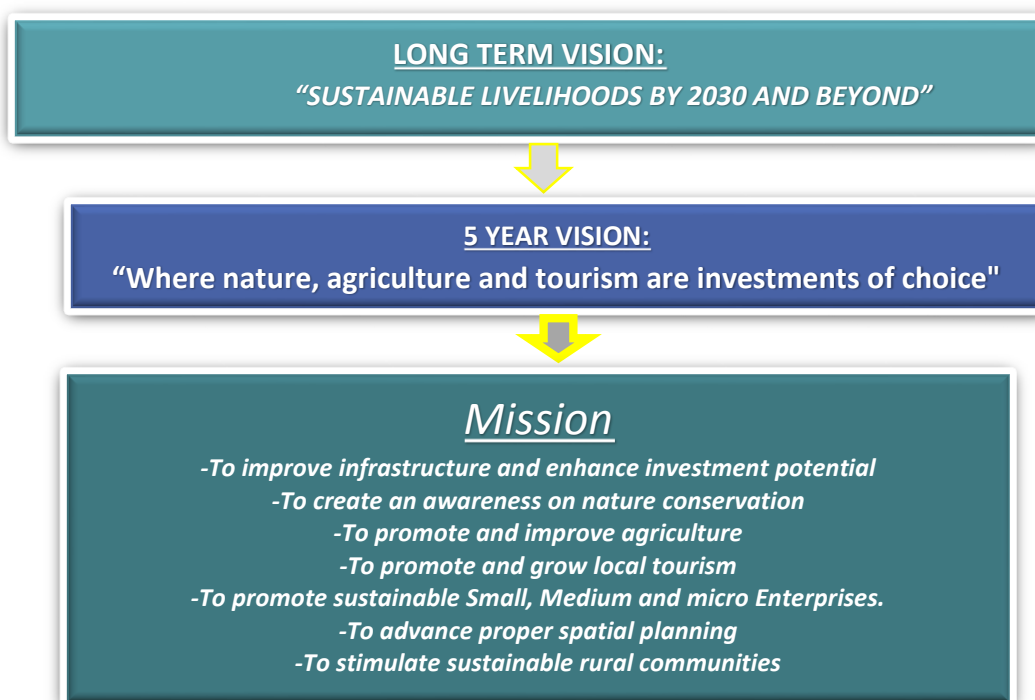 LONG TERM VISION:
“SUSTAINABLE LIVELIHOODS BY 2030 AND BEYOND”
5 YEAR VISION:
“Where nature, agriculture and tourism are investments of choice"
Mission
-To improve infrastructure and enhance investment potential
-To create an awareness on nature conservation
-To promote and improve agriculture
-To promote and grow local tourism
-To promote sustainable Small, Medium and micro Enterprises.
-To advance proper spatial planning
-To stimulate sustainable rural communities